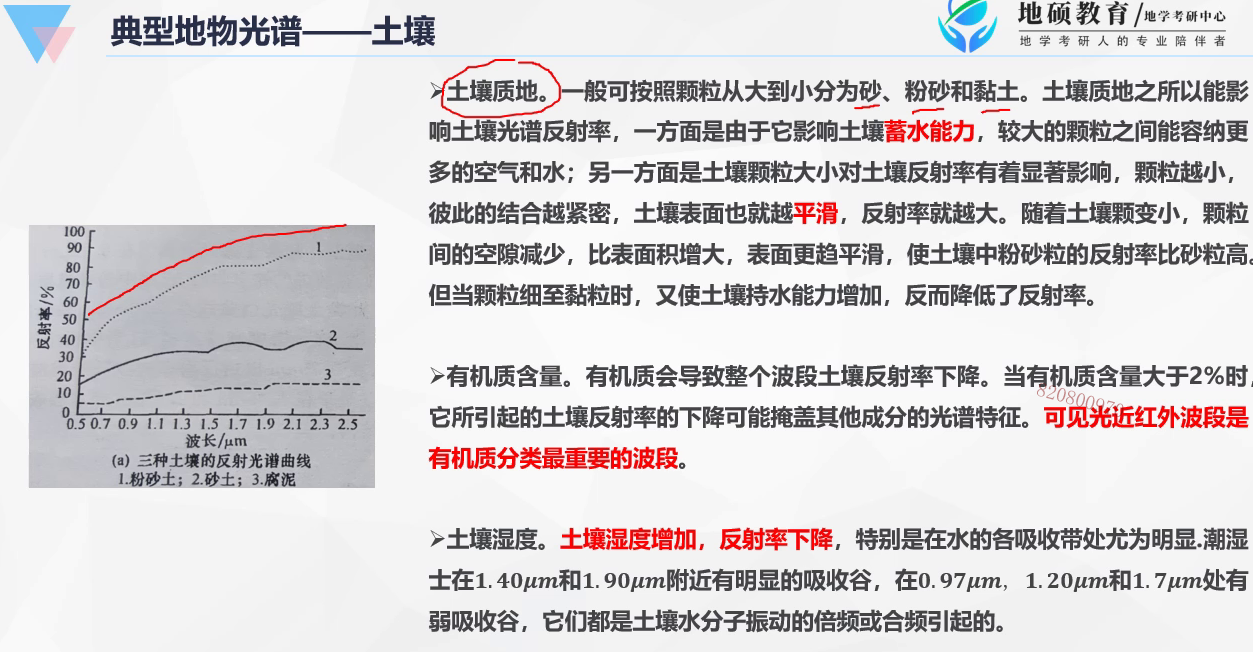 典型地物光谱——土壤
地硕教育/地学考研中心
地学考研人的专业陪伴者
➢土壤质地。一般可按照颗粒从大到小分为砂、粉砂和黏土。土壤质地之所以能影
响土壤光谱反射率，一方面是由于它影响土壤蓄水能力，较大的颗粒之间能容纳更
多的空气和水；另一方面是土壤颗粒大小对土壤反射率有着显著影响，颗粒越小，
彼此的结合越紧密，土壤表面也就越平滑，反射率就越大。随着土壤颗变小，颗粒
间的空隙减少，比表面积增大，表面更趋平滑，使土壤中粉砂粒的反射率比砂粒高。
但当颗粒细至黏粒时，又使土壤持水能力增加，反而降低了反射率。
➢有机质含量。有机质会导致整个波段土壤反射率下降。当有机质含量大于2%时，
它所引起的土壤反射率的下降可能掩盖其他成分的光谱特征。可见光近红外波段是
有机质分类最重要的波段。
➢土壤湿度。土壤湿度增加，反射率下降，特别是在水的各吸收带处尤为明显.潮湿
土在1.40μm和1.90μm附近有明显的吸收谷，在0.97μm，1.20μm和1.7μm处有
弱吸收谷，它们都是土壤水分子振动的倍频或合频引起的。
反射率/%
100
90
80
70
60
50
40
30
20
10
0
1
2
3
0.5 0.7 0.9 1.1 1.3 1.5 1.7 1.9 2.1 2.3 2.5
波长/μm
(a) 三种土壤的反射光谱曲线
1.粉砂土；2.砂土；3.腐泥